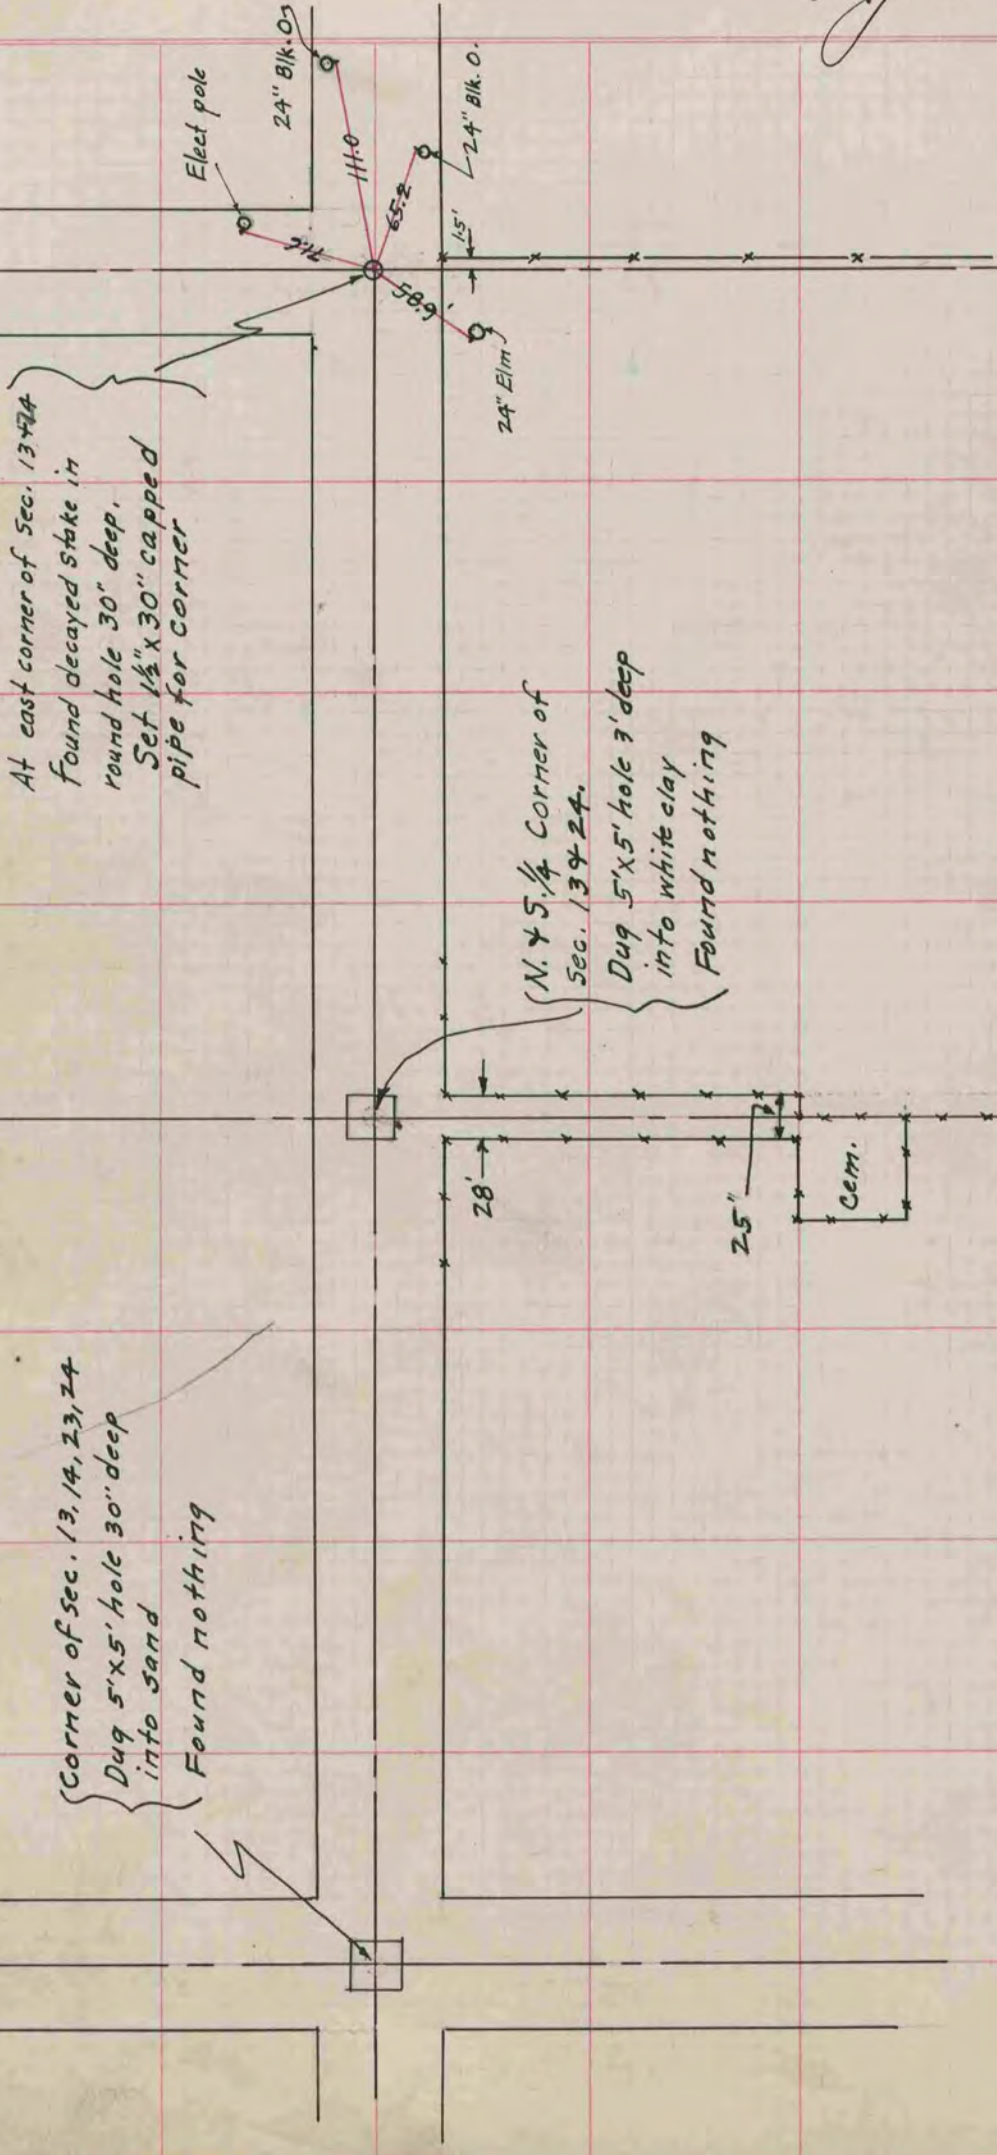 (Corner of Sec. 13, 14, 23, 24
Dug 5'x5' hole 30" deep
into sand
Found nothing
At east corner of Sec. 13+24
Found decayed stake in
round hole 30" deep.
Set 1½" x 30" capped
pipe for corner
Elect pole
24" Blk. O.
111.0
65.2
24" Blk. O.
58.9'
24" Elm
1.5'
(N. + S. ¼ Corner of
Sec. 13 + 24.
Dug 5'x5' hole 3' deep
into white clay
Found nothing
28'
25"
Cem.